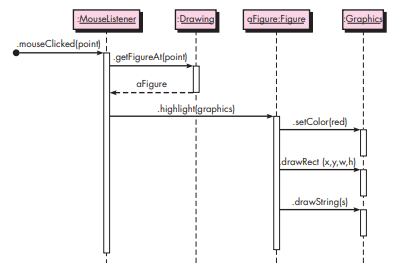 :MouseListener :Drawing aFigure:Figure :Graphics
.mouseClicked(point)
.getFigureAt(point)
aFigure
.highlight(graphics)
.setColor(red)
.drawRect (x,y,w,h)
.drawString(s)